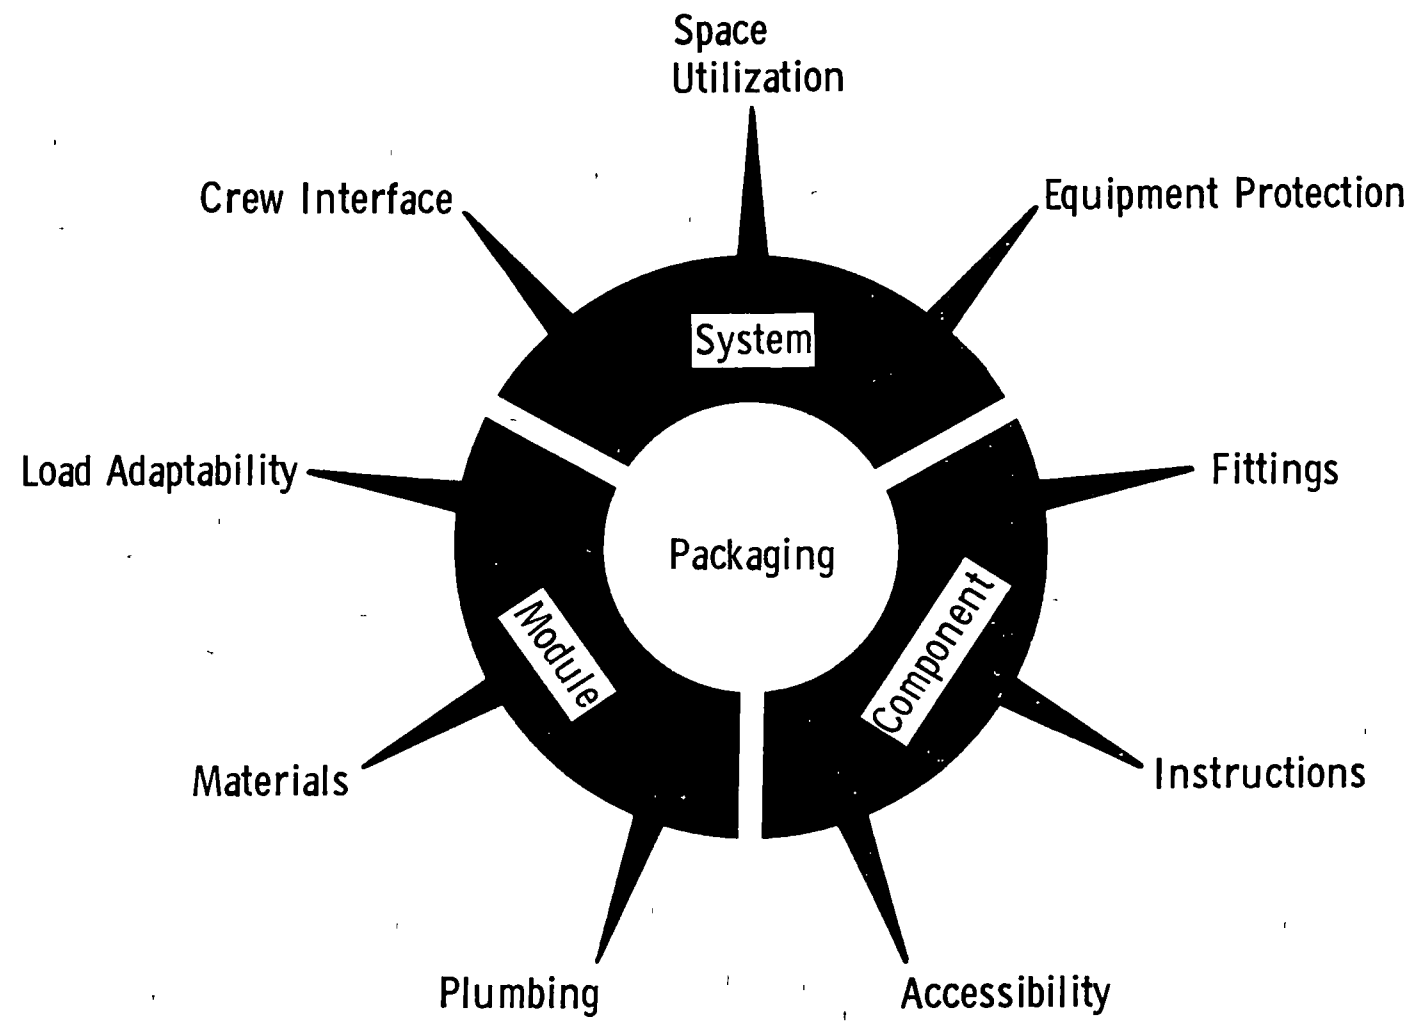 Space
Utilization
Crew Interface
Equipment Protection
System
Load Adaptability
Fittings
Packaging
Module
Component
Materials
Instructions
Plumbing
Accessibility